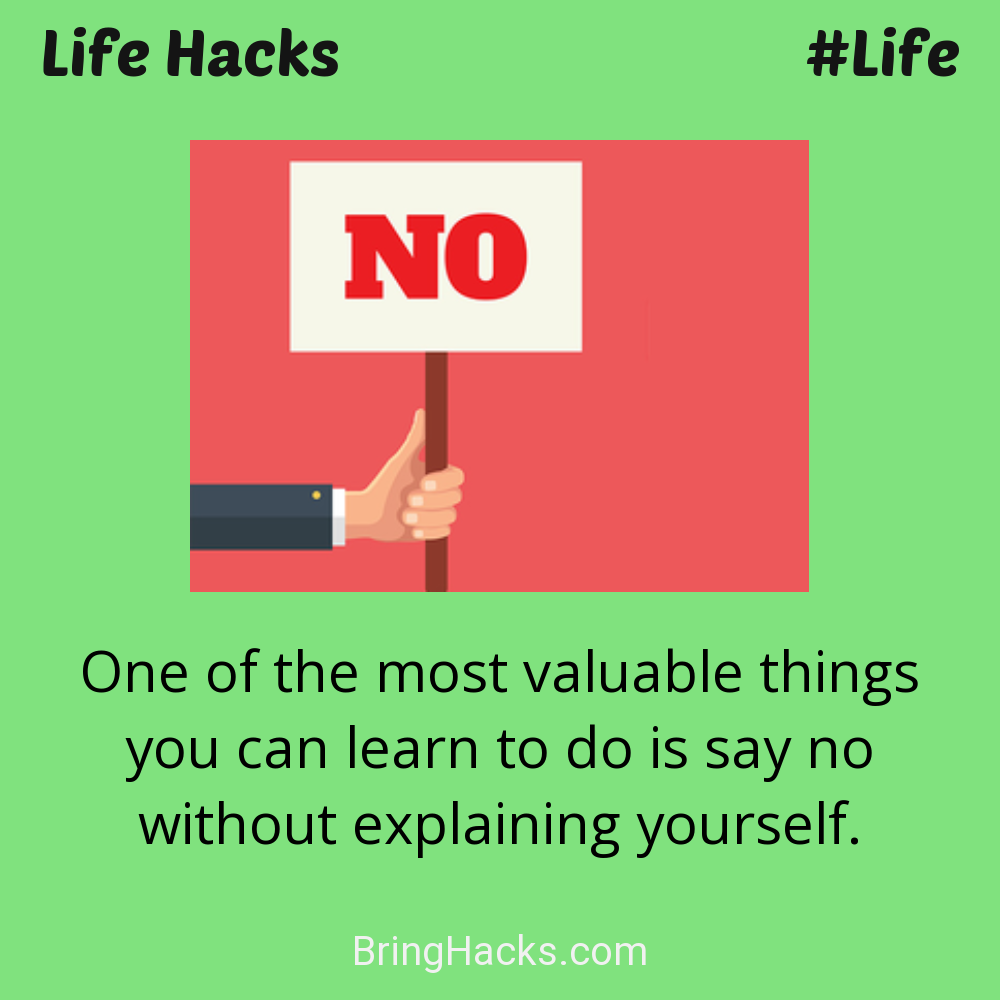 Life Hacks
#Life
NO
One of the most valuable things
you can learn to do is say no
without explaining yourself.
BringHacks.com